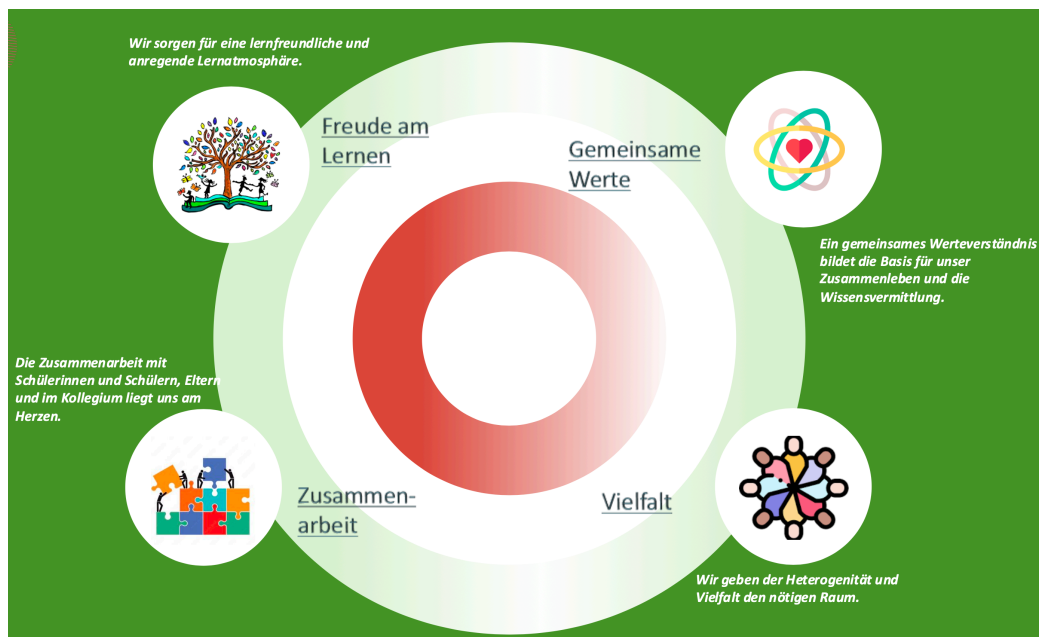 Wir sorgen für eine lernfreundliche und
anregende Lernatmosphäre.
Freude am
Lernen
Gemeinsame
Werte
Ein gemeinsames Werteverständnis
bildet die Basis für unser
Zusammenleben und die
Wissensvermittlung.
Die Zusammenarbeit mit
Schülerinnen und Schülern, Eltern
und im Kollegium liegt uns am
Herzen.
Zusammen-
arbeit
Vielfalt
Wir geben der Heterogenität und
Vielfalt den nötigen Raum.